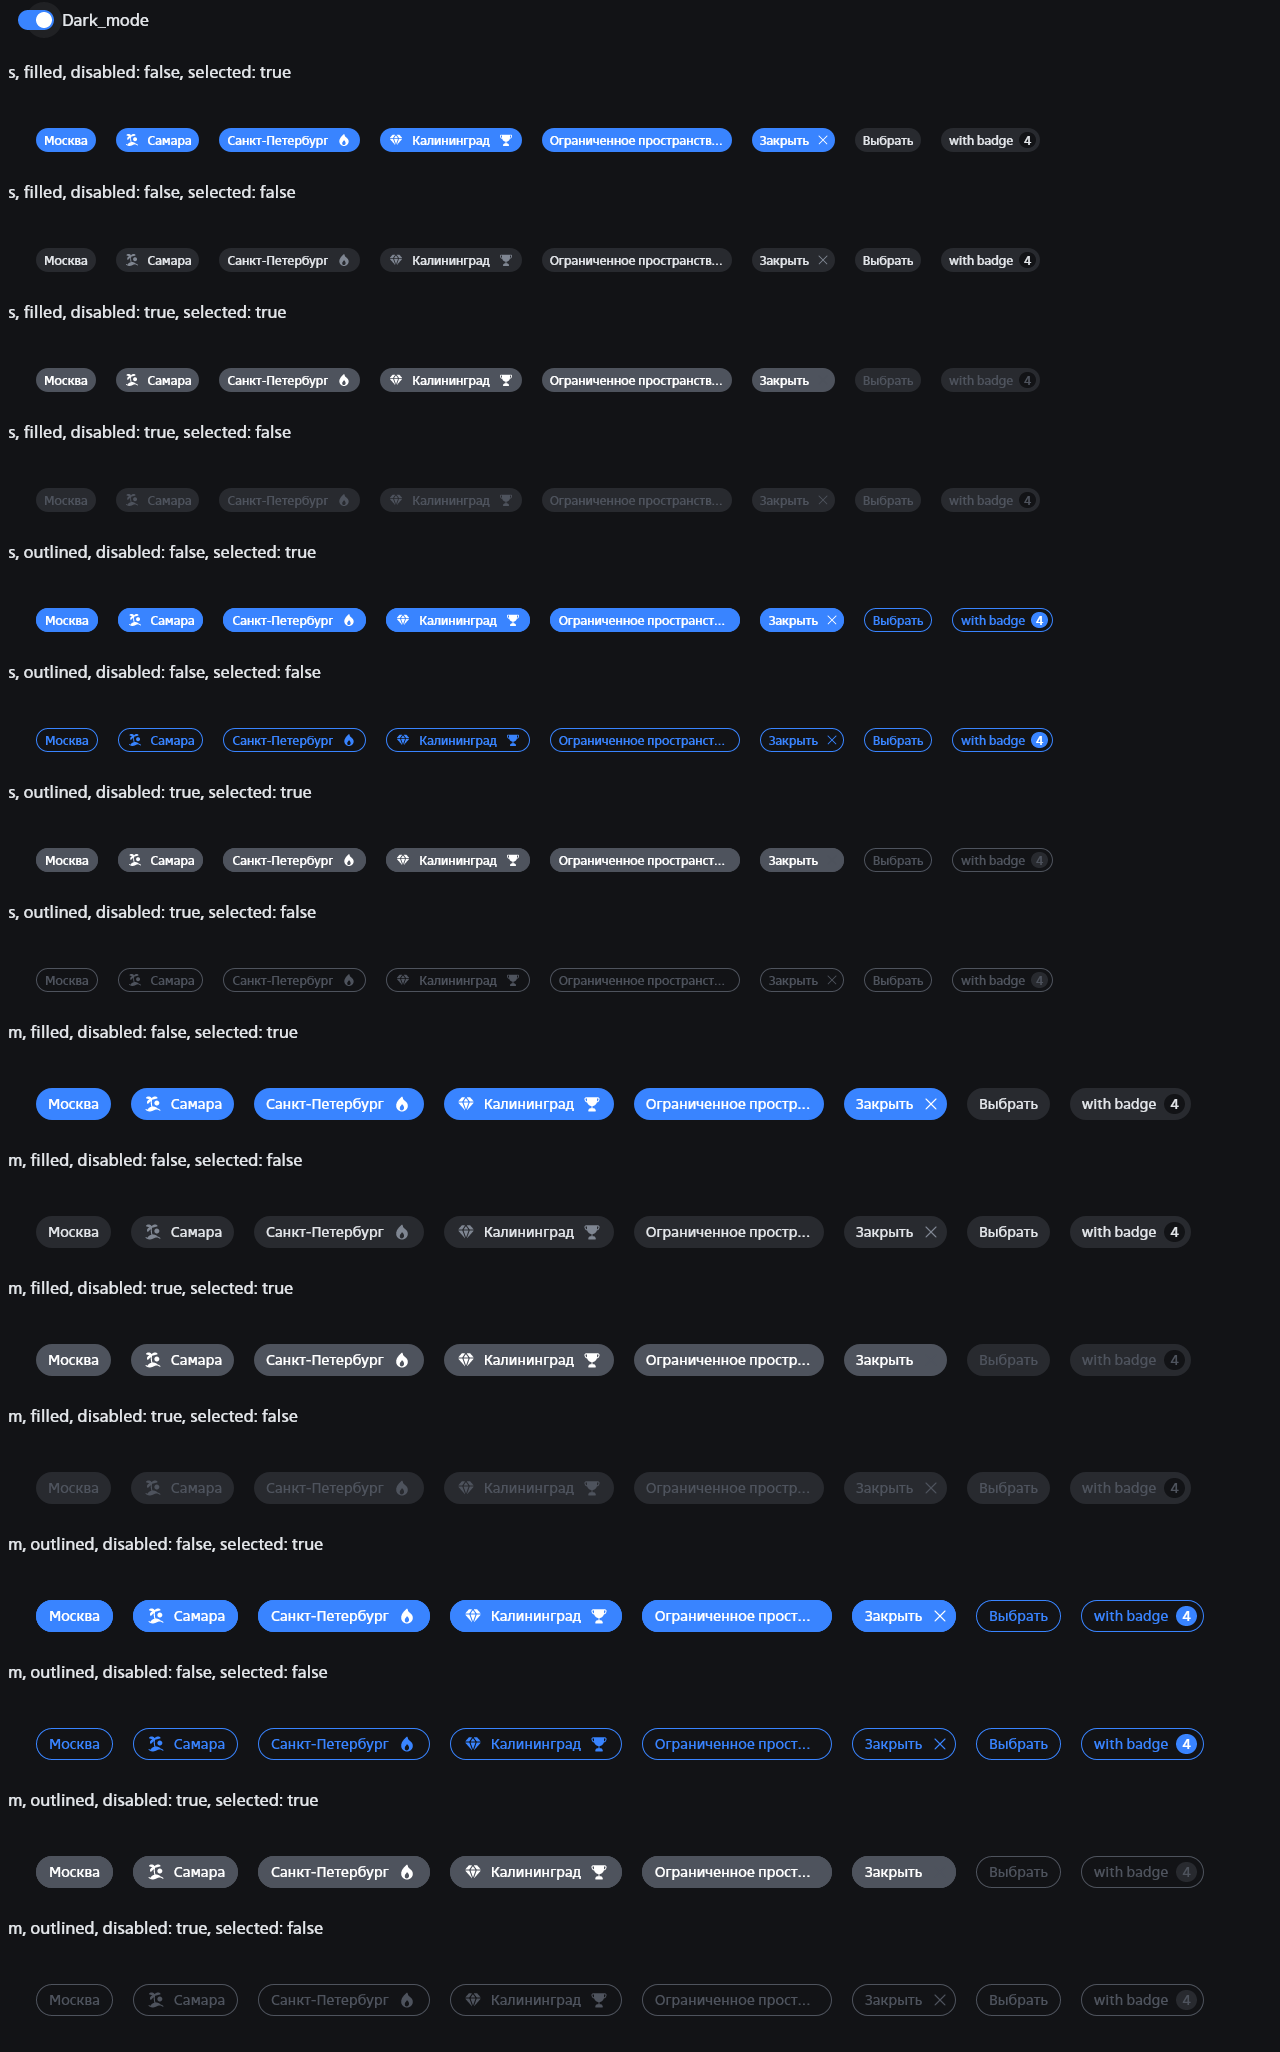 Dark_mode
s, filled, disabled: false, selected: true
Москва Самара Санкт-Петербург Калининград Ограниченное пространств... Закрыть Выбрать with badge 4
s, filled, disabled: false, selected: false
Москва Самара Санкт-Петербург Калининград Ограниченное пространств... Закрыть Выбрать with badge 4
s, filled, disabled: true, selected: true
Москва Самара Санкт-Петербург Калининград Ограниченное пространств... Закрыть Выбрать with badge 4
s, filled, disabled: true, selected: false
Москва Самара Санкт-Петербург Калининград Ограниченное пространств... Закрыть Выбрать with badge 4
s, outlined, disabled: false, selected: true
Москва Самара Санкт-Петербург Калининград Ограниченное пространст... Закрыть Выбрать with badge 4
s, outlined, disabled: false, selected: false
Москва Самара Санкт-Петербург Калининград Ограниченное пространст... Закрыть Выбрать with badge 4
s, outlined, disabled: true, selected: true
Москва Самара Санкт-Петербург Калининград Ограниченное пространст... Закрыть Выбрать with badge 4
s, outlined, disabled: true, selected: false
Москва Самара Санкт-Петербург Калининград Ограниченное пространст... Закрыть Выбрать with badge 4
m, filled, disabled: false, selected: true
Москва Самара Санкт-Петербург Калининград Ограниченное простр... Закрыть Выбрать with badge 4
m, filled, disabled: false, selected: false
Москва Самара Санкт-Петербург Калининград Ограниченное простр... Закрыть Выбрать with badge 4
m, filled, disabled: true, selected: true
Москва Самара Санкт-Петербург Калининград Ограниченное простр... Закрыть Выбрать with badge 4
m, filled, disabled: true, selected: false
Москва Самара Санкт-Петербург Калининград Ограниченное простр... Закрыть Выбрать with badge 4
m, outlined, disabled: false, selected: true
Москва Самара Санкт-Петербург Калининград Ограниченное прост... Закрыть Выбрать with badge 4
m, outlined, disabled: false, selected: false
Москва Самара Санкт-Петербург Калининград Ограниченное прост... Закрыть Выбрать with badge 4
m, outlined, disabled: true, selected: true
Москва Самара Санкт-Петербург Калининград Ограниченное прост... Закрыть Выбрать with badge 4
m, outlined, disabled: true, selected: false
Москва Самара Санкт-Петербург Калининград Ограниченное прост... Закрыть Выбрать with badge 4